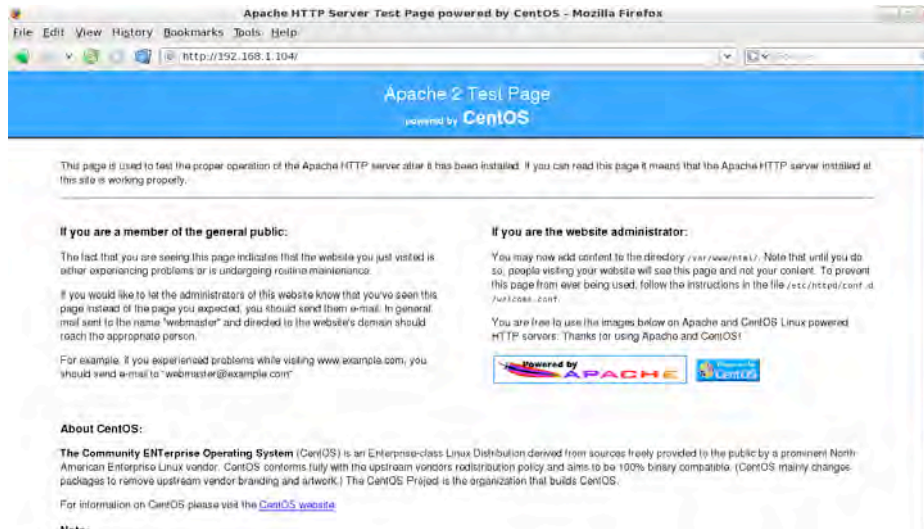 Apache HTTP Server Test Page powered by CentOS - Mozilla Firefox
File Edit View History Bookmarks Tools Help
http://192.168.1.104/
Apache 2 Test Page
powered by CentOS
This page is used to test the proper operation of the Apache HTTP server after it has been installed. If you can read this page it means that the Apache HTTP server installed at
this site is working properly.
If you are a member of the general public:
The fact that you are seeing this page indicates that the website you just visited is
either experiencing problems or is undergoing routine maintenance.
If you would like to let the administrators of this website know that you've seen this
page instead of the page you expected, you should send them e-mail. In general
mail sent to the name "webmaster" and directed to the website's domain should
reach the appropriate person.
For example, if you experienced problems while visiting www.example.com, you
should send e-mail to "webmaster@example.com"
If you are the website administrator:
You may now add content to the directory /var/www/html/. Note that until you do
so, people visiting your website will see this page and not your content. To prevent
this page from ever being used, follow the instructions in the file /etc/httpd/conf.d
/welcome.conf.
You are free to use the images below on Apache and CentOS Linux powered
HTTP servers. Thanks for using Apache and CentOS!
Powered by
APACHE
CentOS
About CentOS:
The Community ENTerprise Operating System (CentOS) is an Enterprise-class Linux Distribution derived from sources freely provided to the public by a prominent North
American Enterprise Linux vendor. CentOS conforms fully with the upstream vendors redistribution policy and aims to be 100% binary compatible. (CentOS mainly changes
packages to remove upstream vendor branding and artwork.) The CentOS Project is the organization that builds CentOS.
For information on CentOS please visit the CentOS website.
Note: